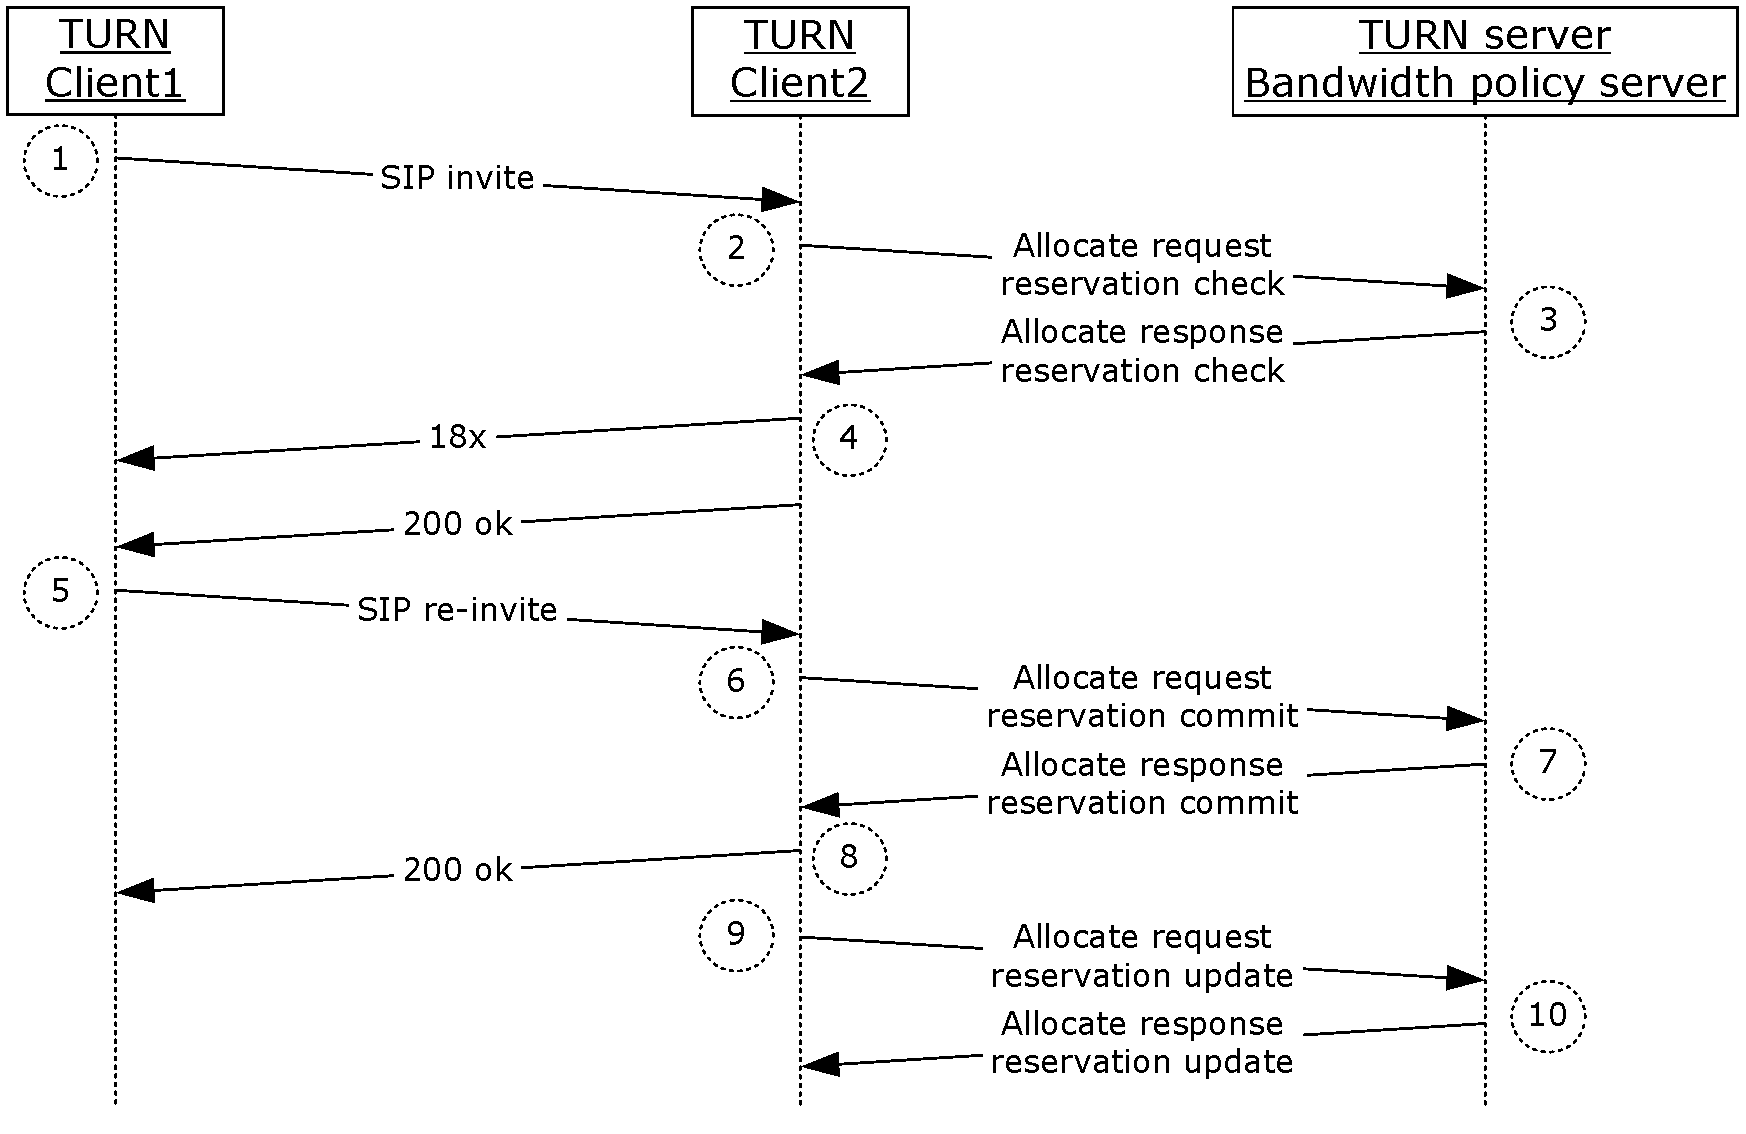 TURN
Client1
TURN
Client2
TURN server
Bandwidth policy server
1
SIP invite
2
Allocate request
reservation check
3
Allocate response
reservation check
18x
4
200 ok
5
SIP re-invite
6
Allocate request
reservation commit
7
Allocate response
reservation commit
8
200 ok
9
Allocate request
reservation update
10
Allocate response
reservation update